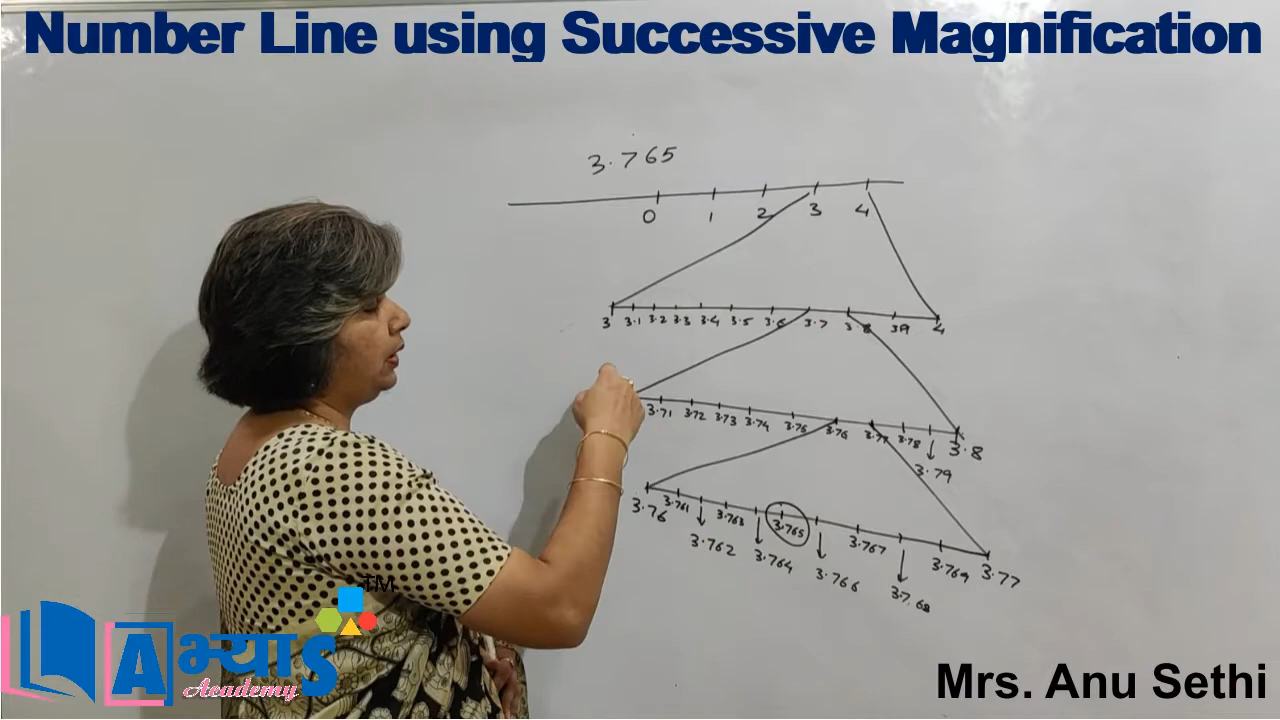 Number Line using Successive Magnification
3.765
0 1 2 3 4
3 3.1 3.2 3.3 3.4 3.5 3.6 3.7 3.8 3.9 4
3.71 3.72 3.73 3.74 3.75 3.76 3.77 3.78 3.8
3.79
3.76 3.761 3.763 3.765 3.767 3.769 3.77
3.762 3.764 3.766 3.768
TM
Aभ्याS
Academy
Mrs. Anu Sethi